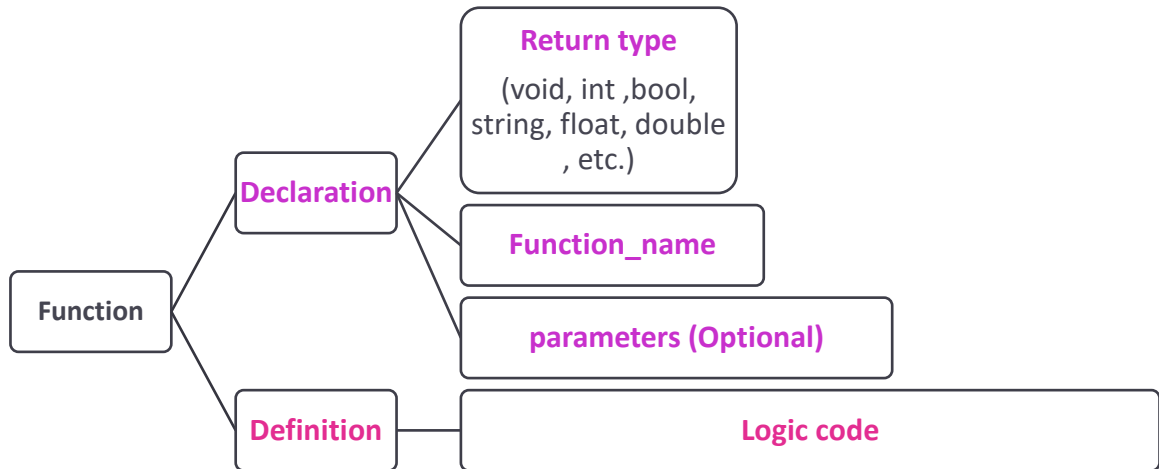 Return type
(void, int ,bool,
string, float, double
, etc.)
Declaration
Function_name
Function
parameters (Optional)
Definition
Logic code